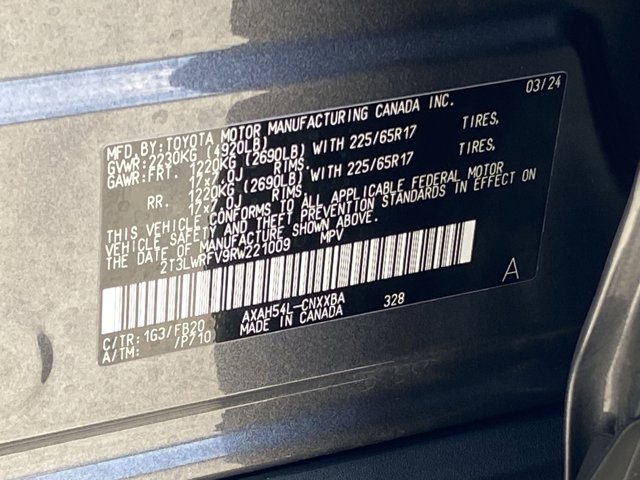 MFD. BY: TOYOTA MOTOR MANUFACTURING CANADA INC. 03/24
GVWR: 2230KG (4920LB)
GAWR: FRT. 1220KG (2690LB) WITH 225/65R17 TIRES,
17x7.0J RIMS.
RR. 1220KG (2690LB) WITH 225/65R17 TIRES,
17x7.0J RIMS.
THIS VEHICLE CONFORMS TO ALL APPLICABLE FEDERAL MOTOR
VEHICLE SAFETY AND THEFT PREVENTION STANDARDS IN EFFECT ON
THE DATE OF MANUFACTURE SHOWN ABOVE.
2T3LWRFV9RW221009 MPV
A
C/TR: 1G3/FB20 AXAH54L-CNXXBA 328
A/TM: /P710 MADE IN CANADA